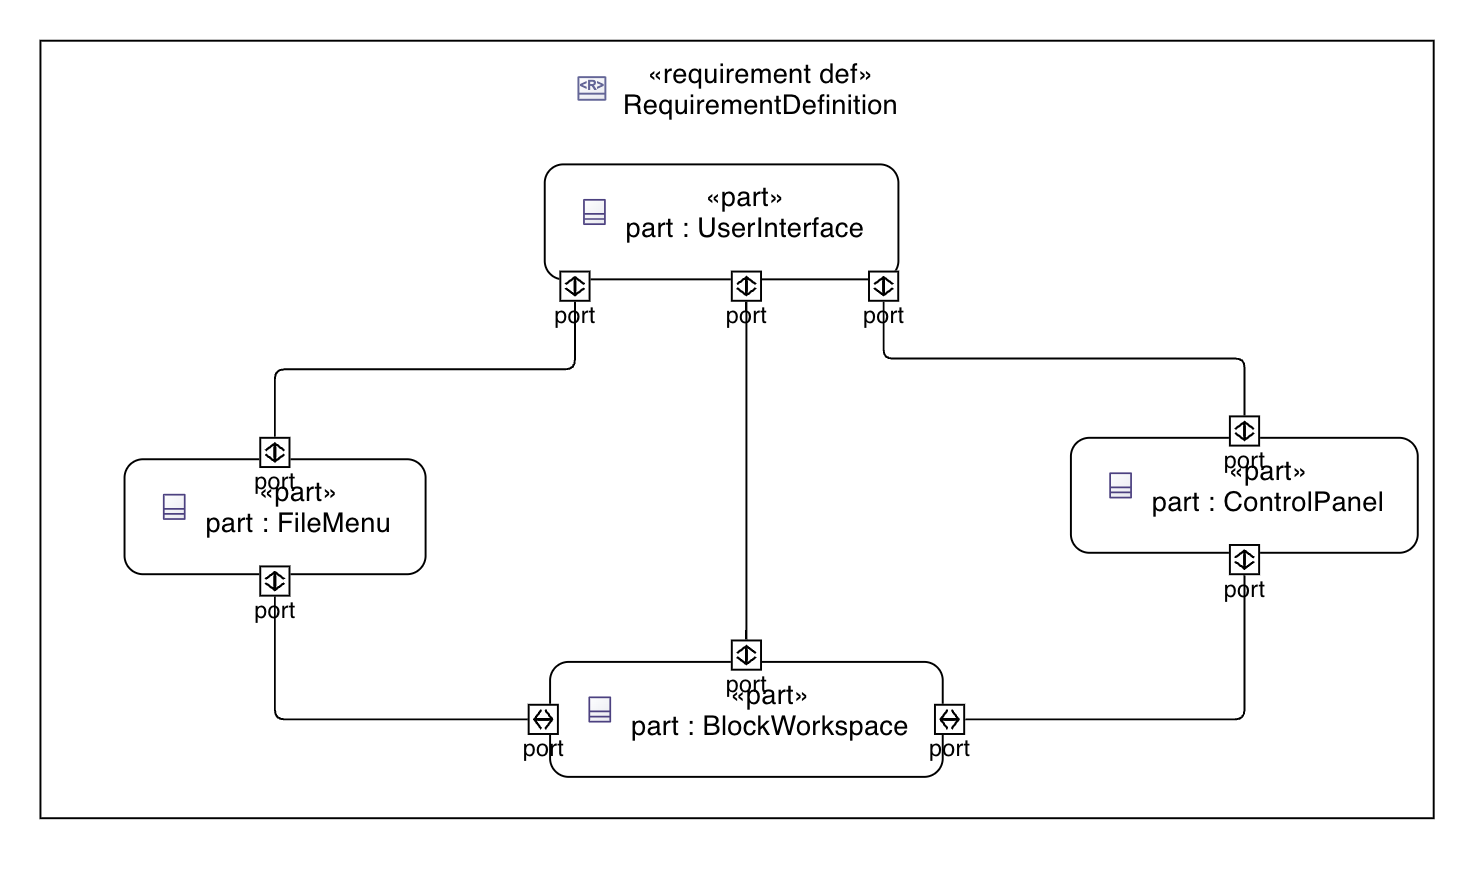 «requirement def»
<R>
RequirementDefinition
«part»
part : UserInterface
port
port
port
port
«part»
part : FileMenu
port
port
«part»
part : ControlPanel
port
port
port
«part»
part : BlockWorkspace
port
port